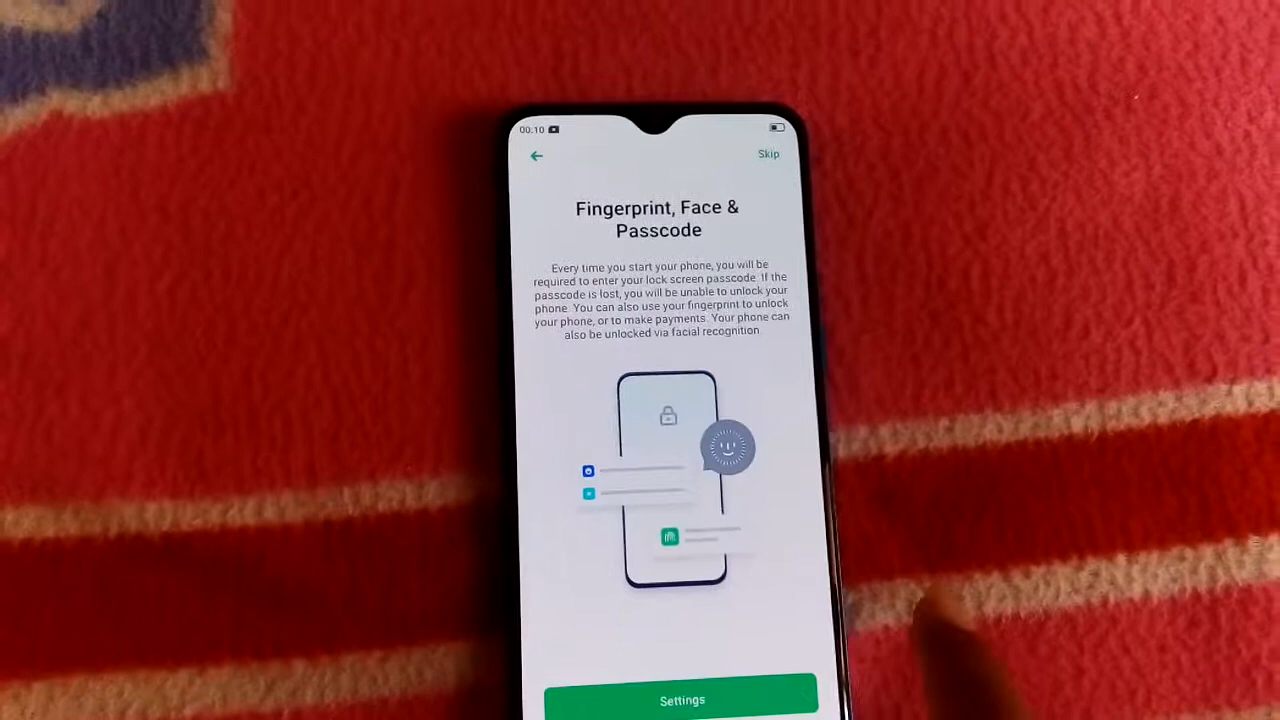 00:10
Skip
Fingerprint, Face &
Passcode
Every time you start your phone, you will be
required to enter your lock screen passcode. If the
passcode is lost, you will be unable to unlock your
phone. You can also use your fingerprint to unlock
your phone, or to make payments. Your phone can
also be unlocked via facial recognition
Settings